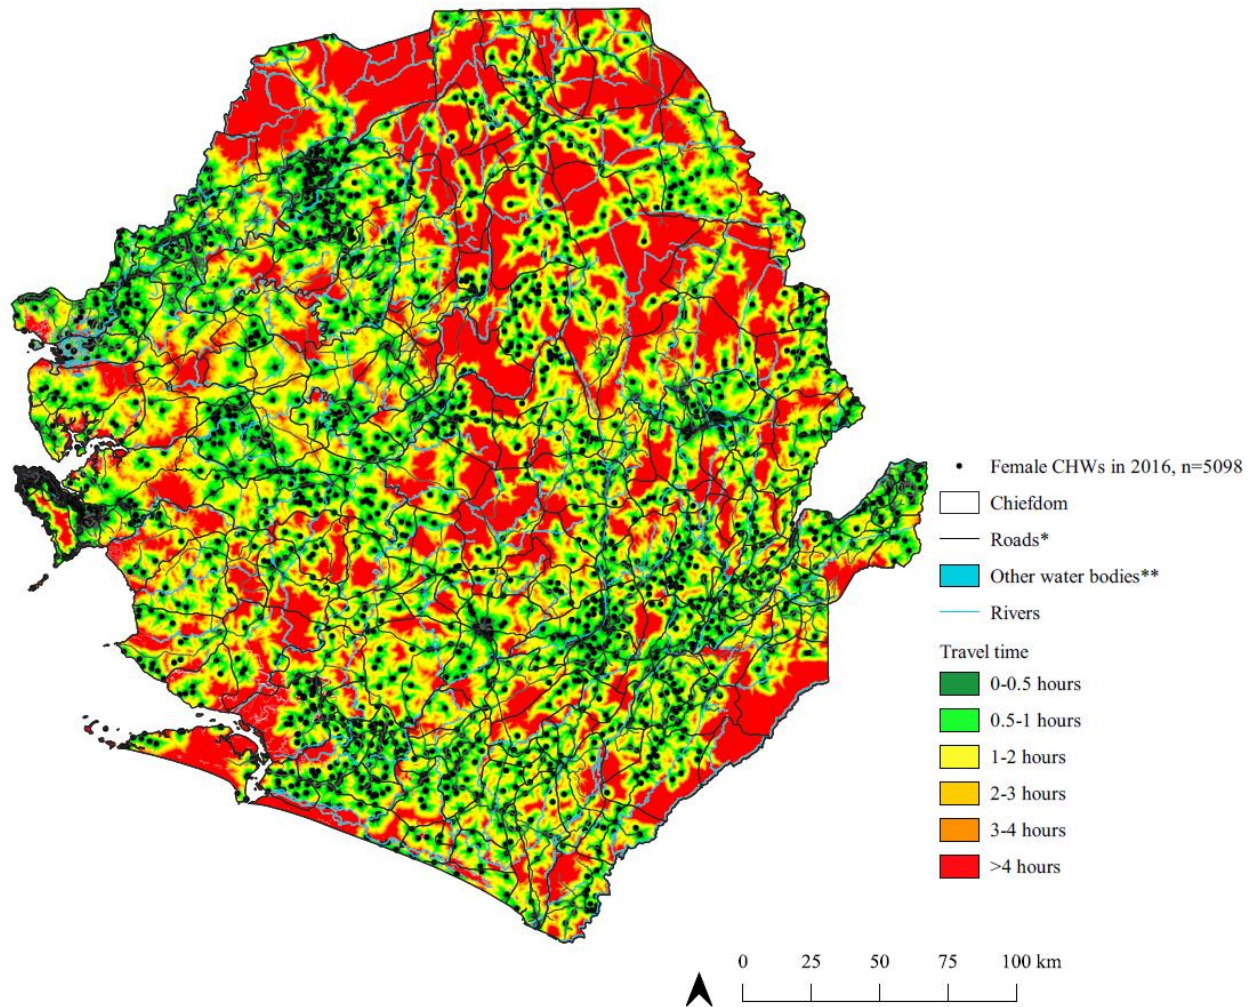 Female CHWs in 2016, n=5098
Chiefdom
Roads*
Other water bodies**
Rivers
Travel time
0-0.5 hours
0.5-1 hours
1-2 hours
2-3 hours
3-4 hours
>4 hours
0 25 50 75 100 km